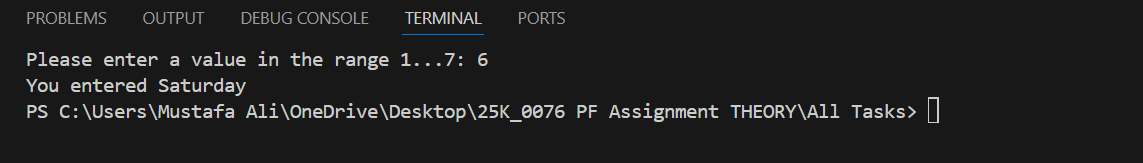 PROBLEMS OUTPUT DEBUG CONSOLE TERMINAL PORTS
Please enter a value in the range 1...7: 6
You entered Saturday
PS C:\Users\Mustafa Ali\OneDrive\Desktop\25K_0076 PF Assignment THEORY\All Tasks>